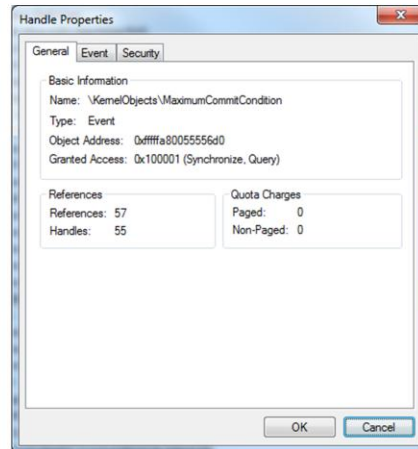 Handle Properties
General Event Security
Basic Information
Name: \KernelObjects\MaximumCommitCondition
Type: Event
Object Address: 0xfffffa80055556d0
Granted Access: 0x100001 (Synchronize, Query)
References
References: 57
Handles: 55
Quota Charges
Paged: 0
Non-Paged: 0
OK Cancel